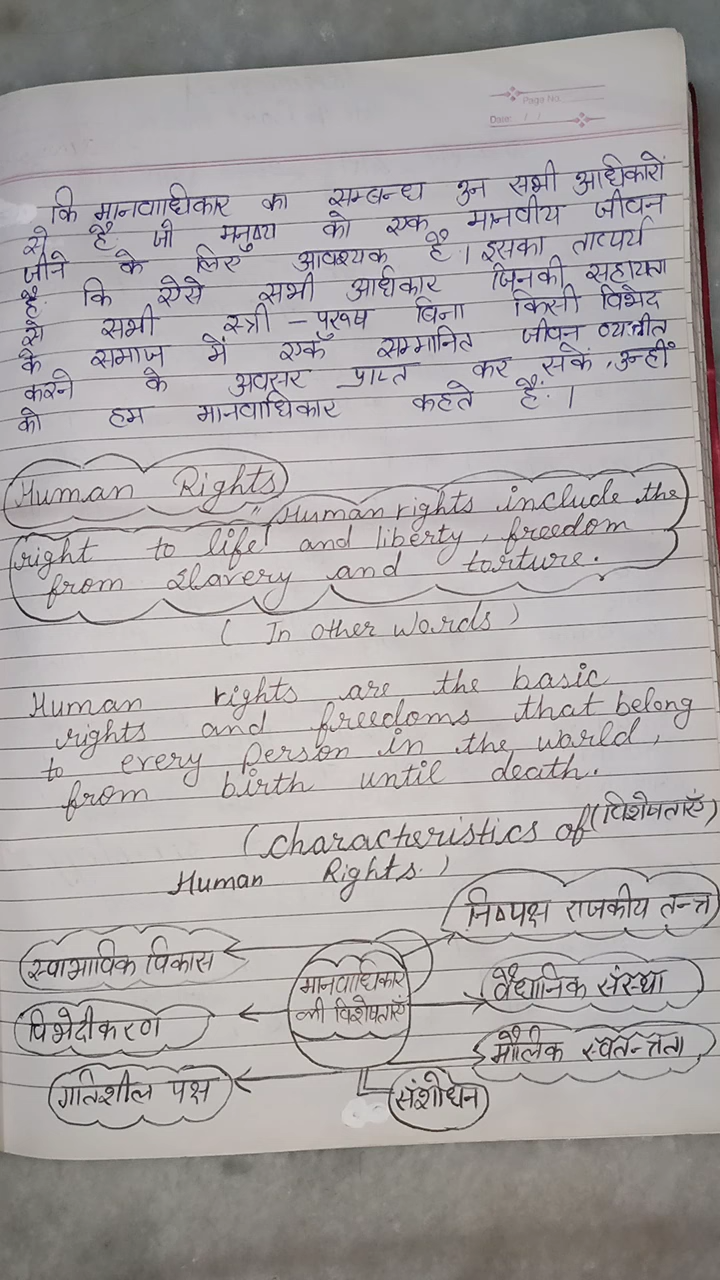 Page No.
Date: / /
कि मानवाधिकार का सम्बन्ध उन सभी अधिकारों
से है जो मनुष्य को एक मानवीय जीवन
जीने के लिए आवश्यक है। इसका तात्पर्य
है कि ऐसे सभी अधिकार जिनकी सहायता
से सभी स्त्री - पुरुष बिना किसी विभेद
के समाज में एक सम्मानित जीवन व्यतीत
करने के अवसर प्राप्त कर सकें, उन्हीं
को हम मानवाधिकार कहते है।
Human Rights
"Human rights include the
right to life and liberty, freedom
from slavery and torture.
( In other words )
Human rights are the basic
rights and freedoms that belong
to every person in the world,
from birth until death.
(characteristics of (विशेषताएँ)
Human Rights.)
निष्पक्ष राजकीय तन्त्र
स्वाभाविक विकास
मानवाधिकार
की विशेषताएँ
वैधानिक संस्था
विभेदीकरण
मौलिक स्वतन्त्रता
गतिशील पक्ष
संशोधन